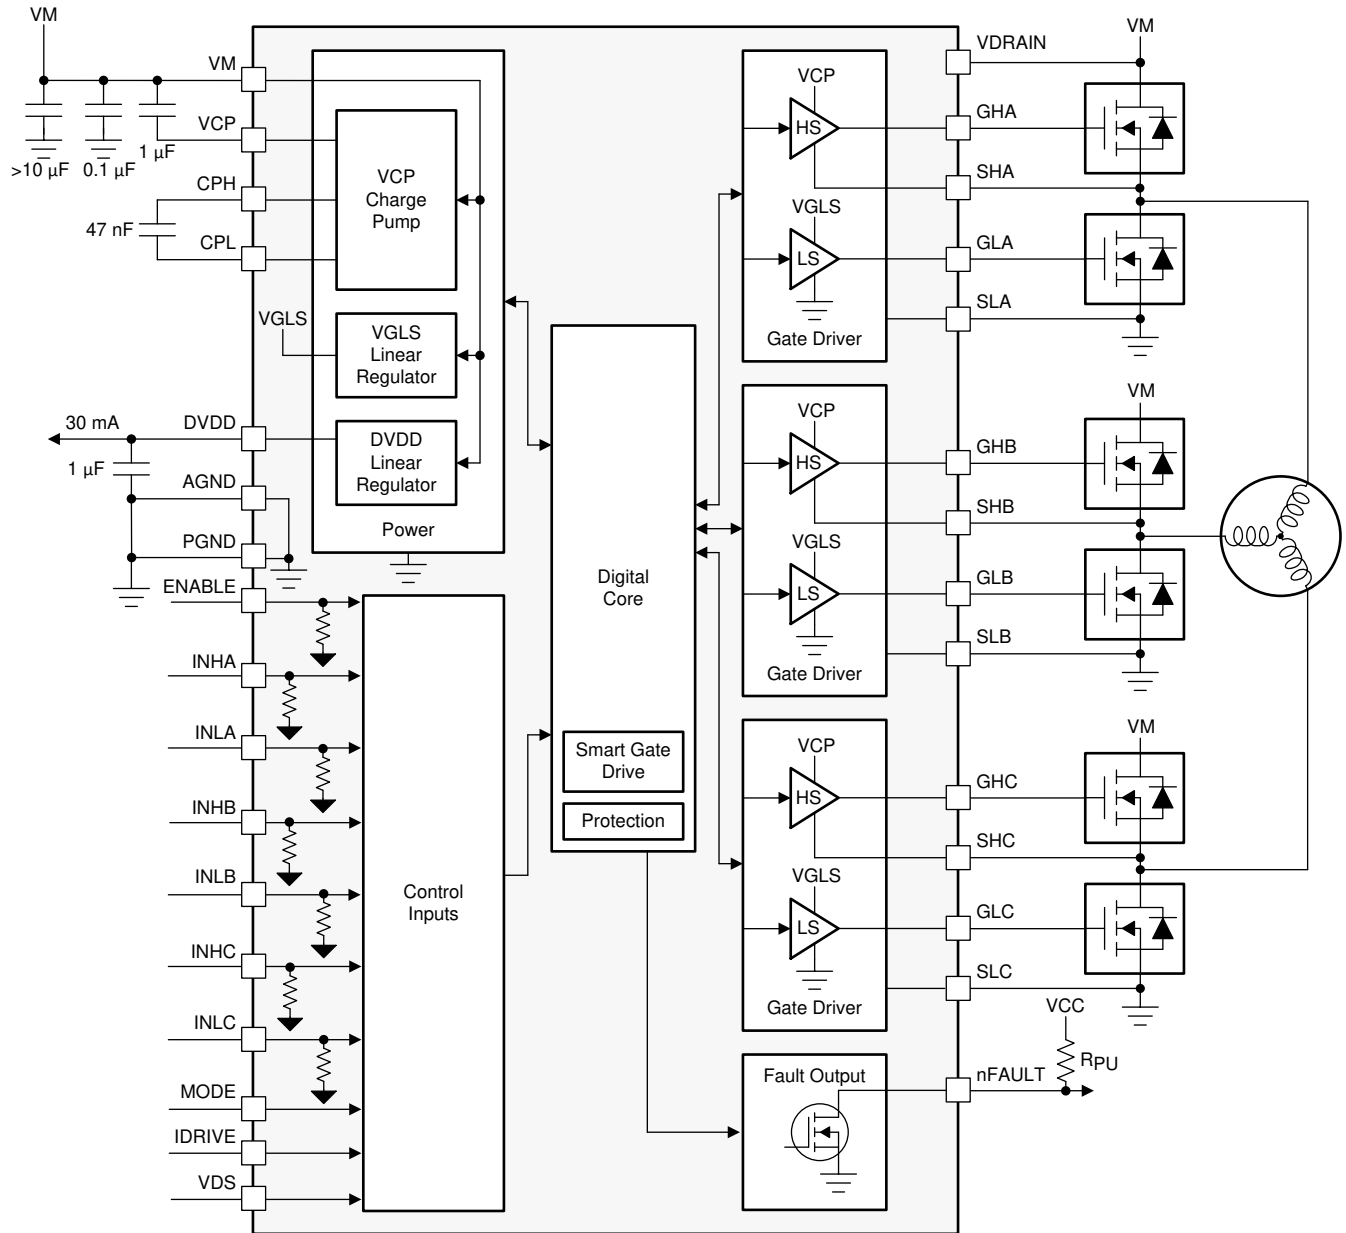 VM
>10 µF
0.1 µF
1 µF
47 nF
30 mA
1 µF
VM
VCP
CPH
CPL
DVDD
AGND
PGND
ENABLE
INHA
INLA
INHB
INLB
INHC
INLC
MODE
IDRIVE
VDS
VCP
Charge
Pump
VGLS
VGLS
Linear
Regulator
DVDD
Linear
Regulator
Power
Control
Inputs
Digital
Core
Smart Gate
Drive
Protection
VCP
HS
VGLS
LS
Gate Driver
VCP
HS
VGLS
LS
Gate Driver
VCP
HS
VGLS
LS
Gate Driver
Fault Output
VDRAIN
GHA
SHA
GLA
SLA
GHB
SHB
GLB
SLB
GHC
SHC
GLC
SLC
nFAULT
VM
VM
VM
VCC
RPU